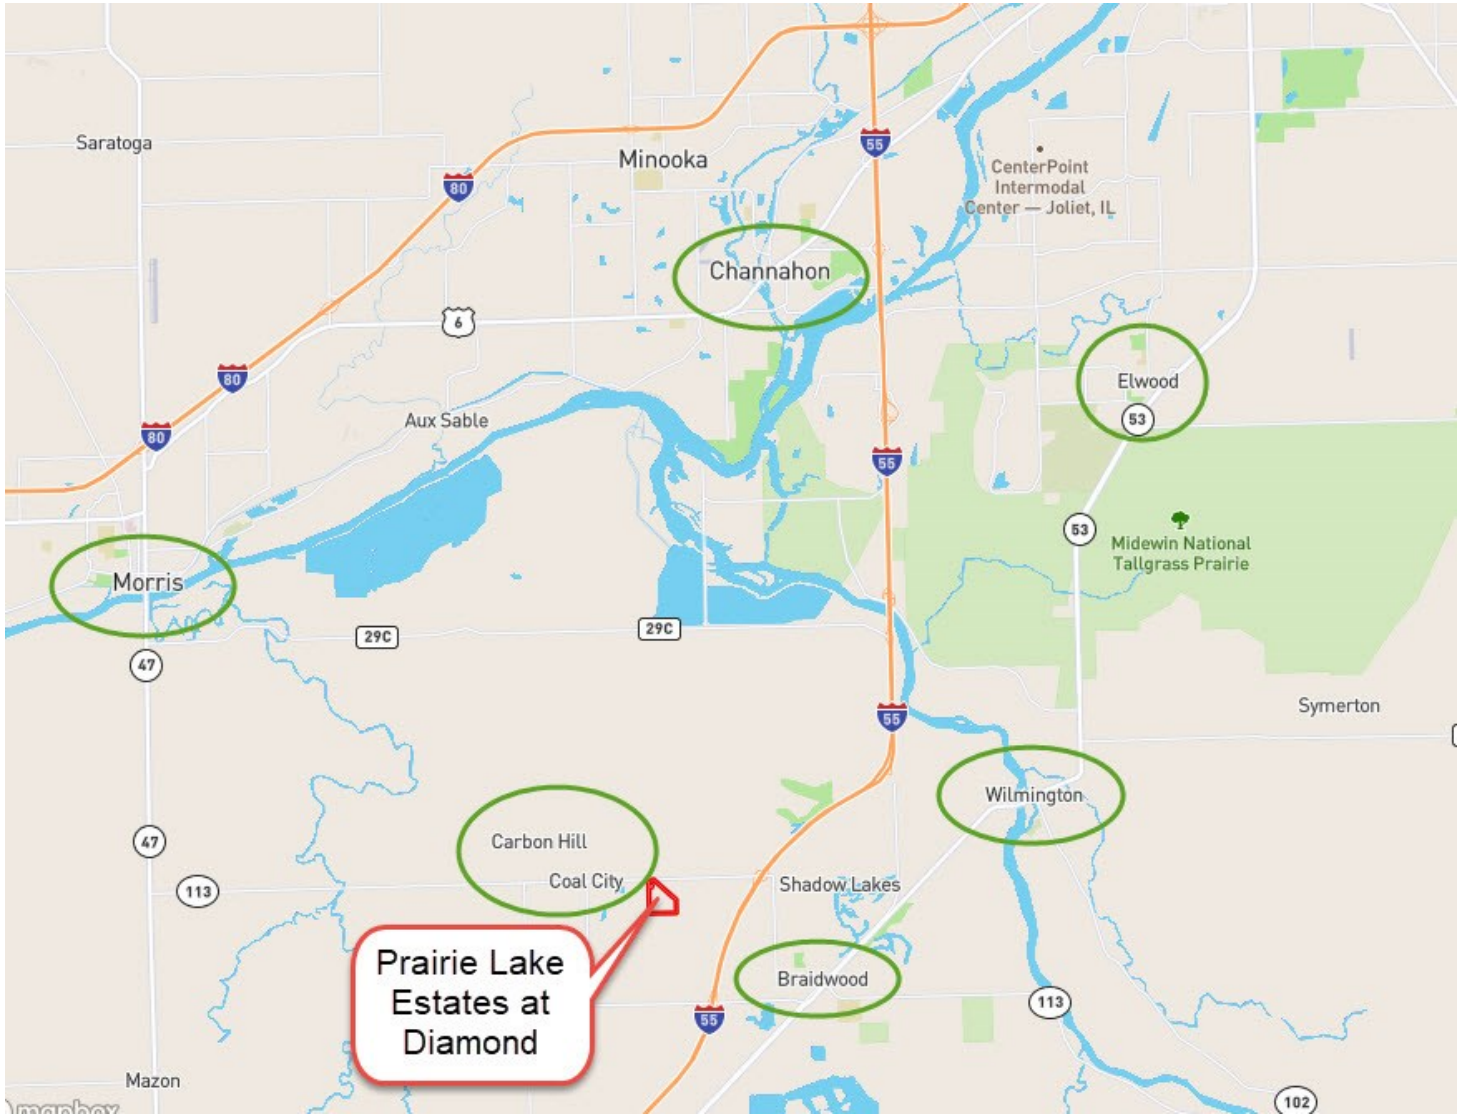 55
Saratoga
Minooka
CenterPoint
Intermodal
Center — Joliet, IL
80
Channahon
6
80
Elwood
53
Aux Sable
80
55
53
Midewin National
Tallgrass Prairie
Morris
29C
29C
47
Symerton
55
Wilmington
47
Carbon Hill
113
Coal City
Shadow Lakes
Prairie Lake
Estates at
Diamond
Braidwood
113
55
Mazon
102
mapbox